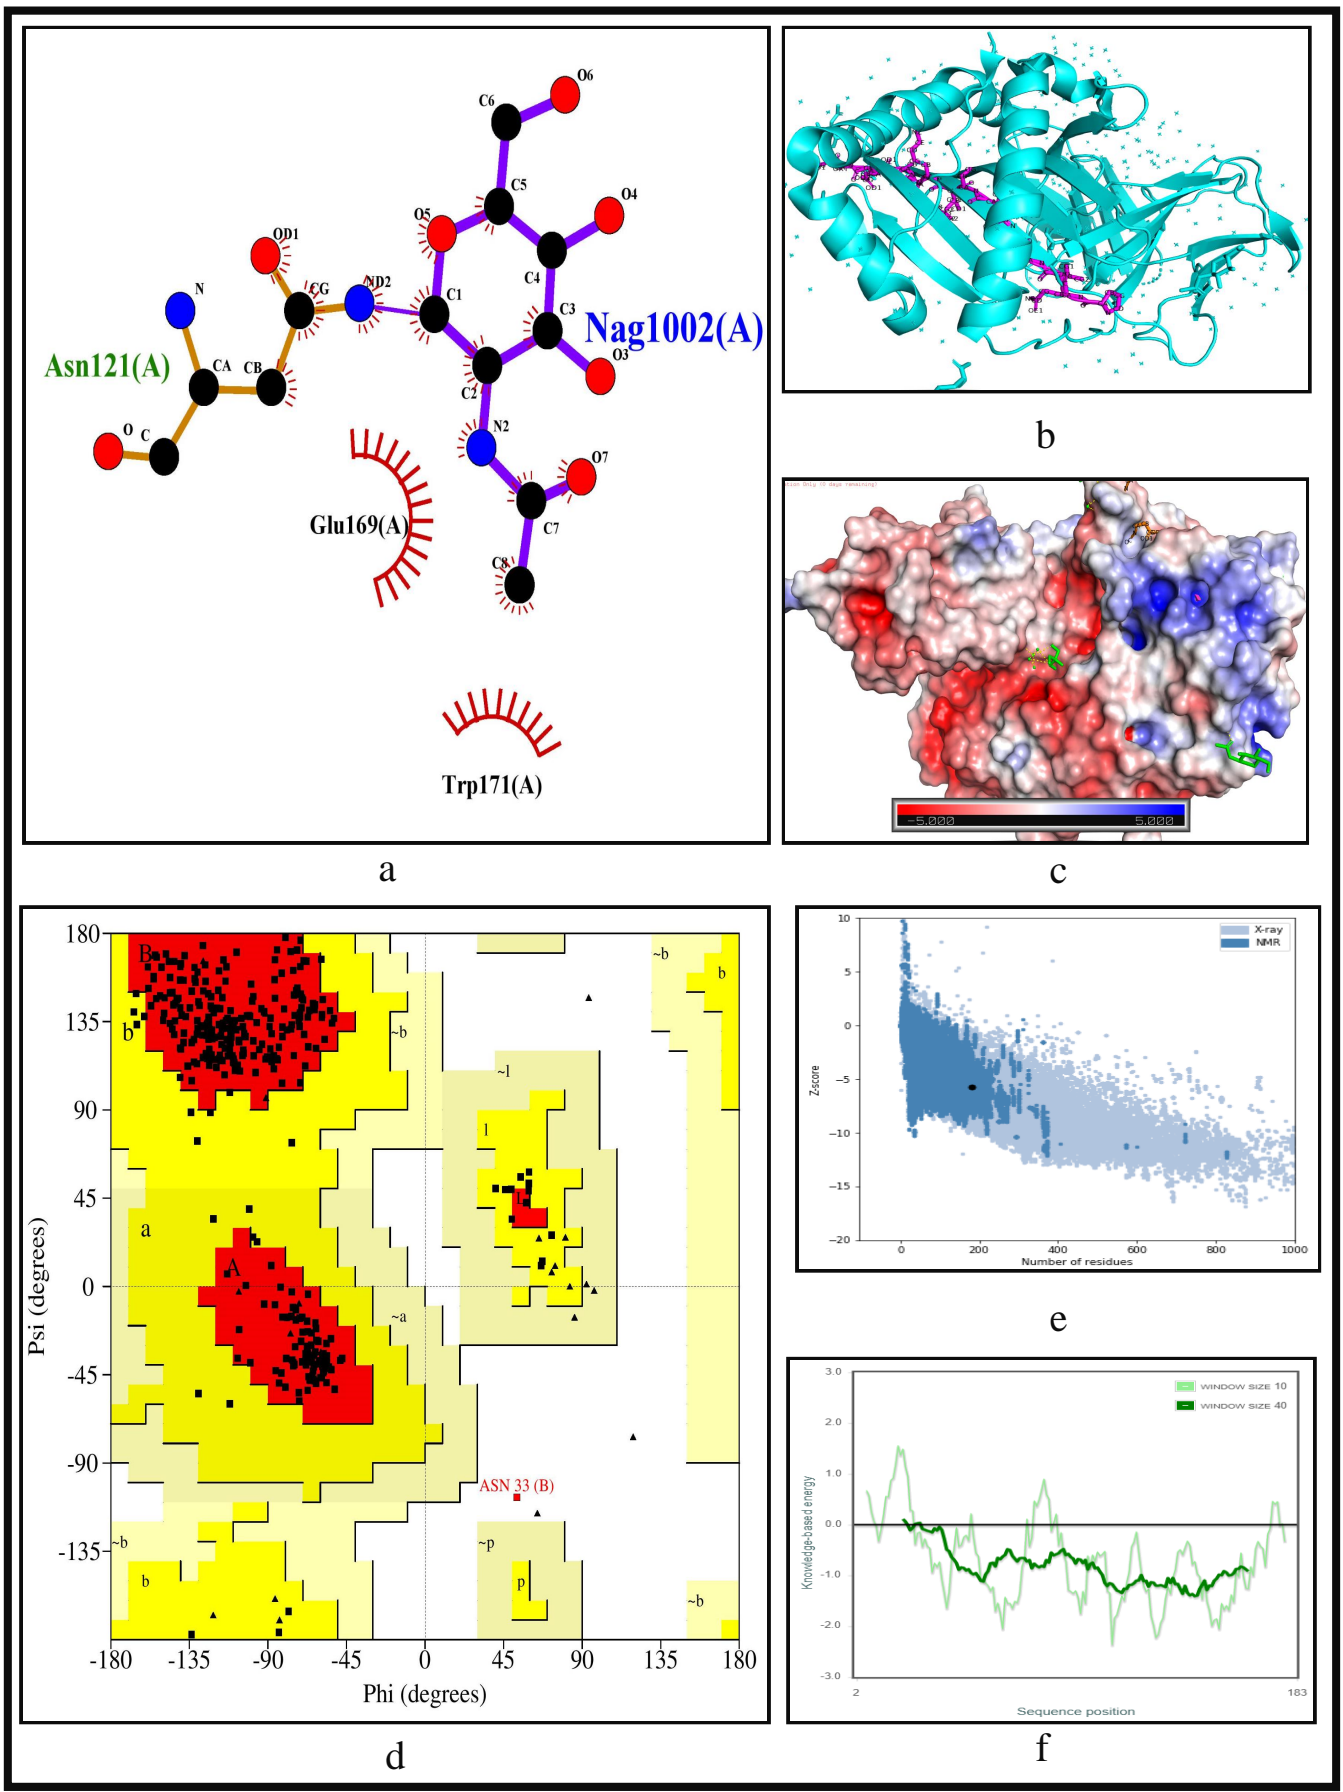 O6
C6
C5
O4
O5
OD1
C4
N
CG
ND2
C1
C3
Nag1002(A)
Asn121(A)
CA
CB
C2
O3
O
C
N2
O7
Glu169(A)
C7
C8
Trp171(A)
a
OD1
OD1
OE1
b
-5.000
5.000
c
180
135
90
45
0
-45
-90
-135
Psi (degrees)
B
~b
b
b
~b
~l
l
a
A
~a
ASN 33 (B)
~b
~p
b
p
~b
-180
-135
-90
-45
0
45
90
135
180
Phi (degrees)
d
10
5
0
−5
−10
−15
−20
Z-score
X-ray
NMR
0
200
400
600
800
1000
Number of residues
e
3.0
2.0
1.0
0.0
-1.0
-2.0
-3.0
Knowledge-based energy
WINDOW SIZE 10
WINDOW SIZE 40
2
183
Sequence position
f